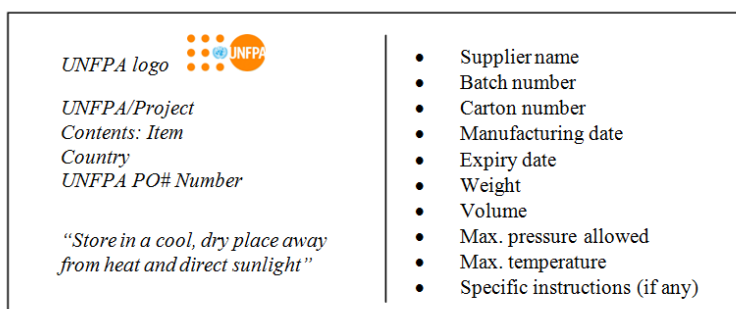 UNFPA logo
UNFPA
UNFPA/Project
Contents: Item
Country
UNFPA PO# Number
“Store in a cool, dry place away
from heat and direct sunlight”
• Supplier name
• Batch number
• Carton number
• Manufacturing date
• Expiry date
• Weight
• Volume
• Max. pressure allowed
• Max. temperature
• Specific instructions (if any)